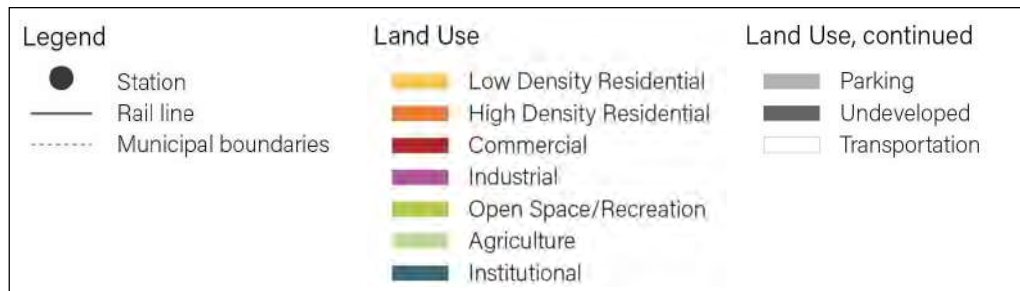 Legend
Station
Rail line
Municipal boundaries
Land Use
Low Density Residential
High Density Residential
Commercial
Industrial
Open Space/Recreation
Agriculture
Institutional
Land Use, continued
Parking
Undeveloped
Transportation